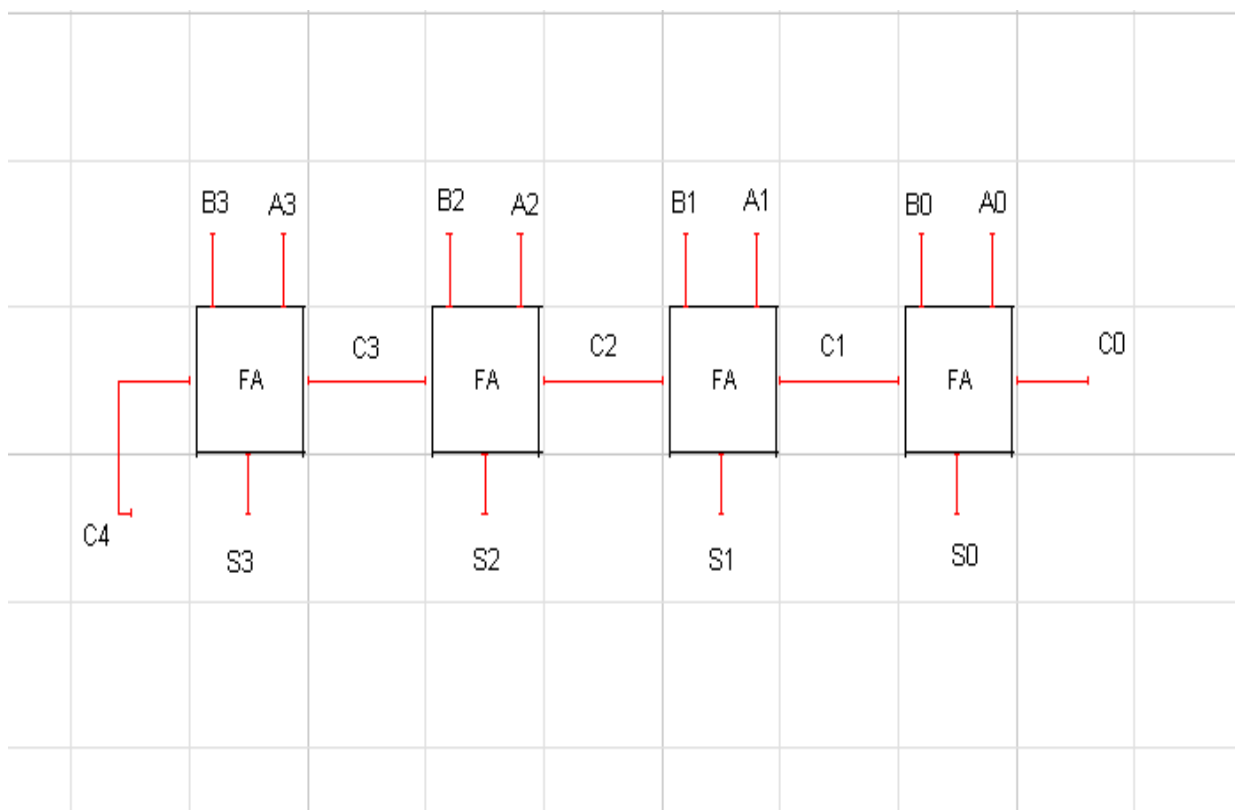 B3 A3 B2 A2 B1 A1 B0 A0
C3 C2 C1 C0
FA FA FA FA
C4
S3 S2 S1 S0